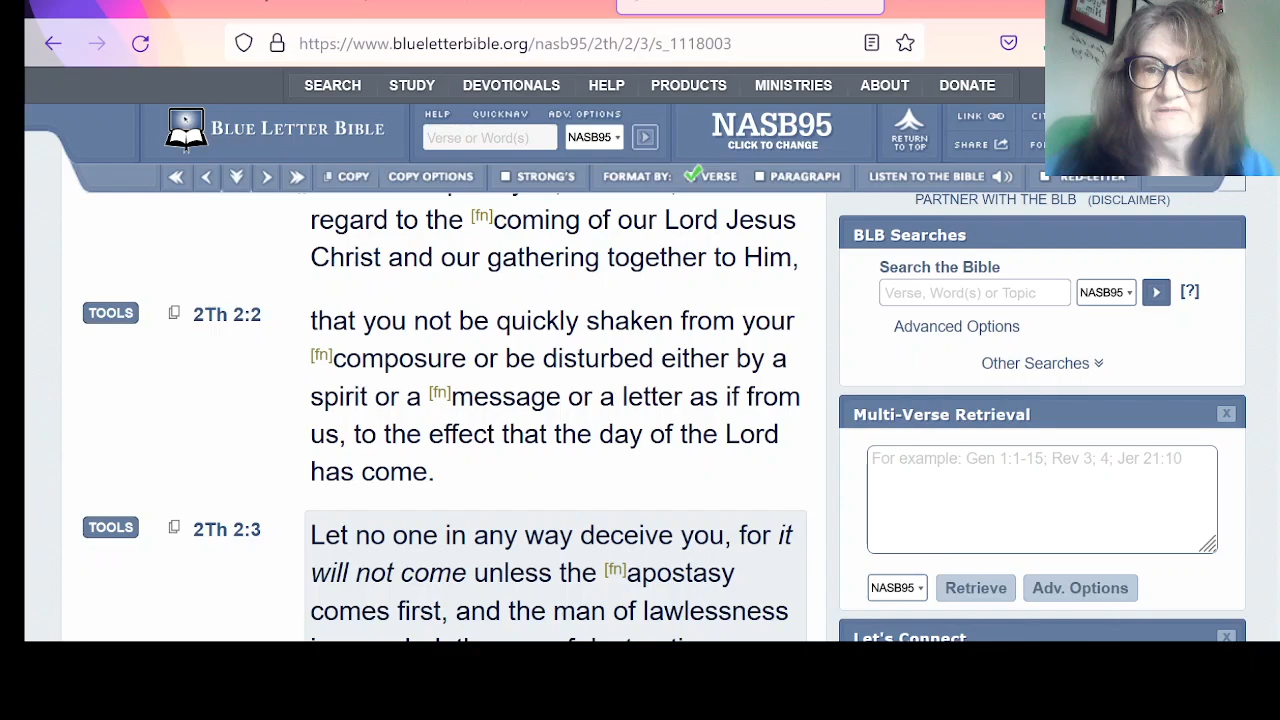 https://www.blueletterbible.org/nasb95/2th/2/3/s_1118003
SEARCH STUDY DEVOTIONALS HELP PRODUCTS MINISTRIES ABOUT DONATE
BLUE LETTER BIBLE
HELP QUICKNAV ADV. OPTIONS
Verse or Word(s) NASB95
NASB95
CLICK TO CHANGE
RETURN
TO TOP
LINK
SHARE
COPY COPY OPTIONS STRONG'S FORMAT BY: VERSE PARAGRAPH LISTEN TO THE BIBLE RED-LETTER
regard to the [fn]coming of our Lord Jesus
Christ and our gathering together to Him,
TOOLS 2Th 2:2 that you not be quickly shaken from your
[fn]composure or be disturbed either by a
spirit or a [fn]message or a letter as if from
us, to the effect that the day of the Lord
has come.
TOOLS 2Th 2:3 Let no one in any way deceive you, for it
will not come unless the [fn]apostasy
comes first, and the man of lawlessness
PARTNER WITH THE BLB (DISCLAIMER)
BLB Searches
Search the Bible
Verse, Word(s) or Topic NASB95 [?]
Advanced Options
Other Searches
Multi-Verse Retrieval X
For example: Gen 1:1-15; Rev 3; 4; Jer 21:10
NASB95 Retrieve Adv. Options
Let's Connect X